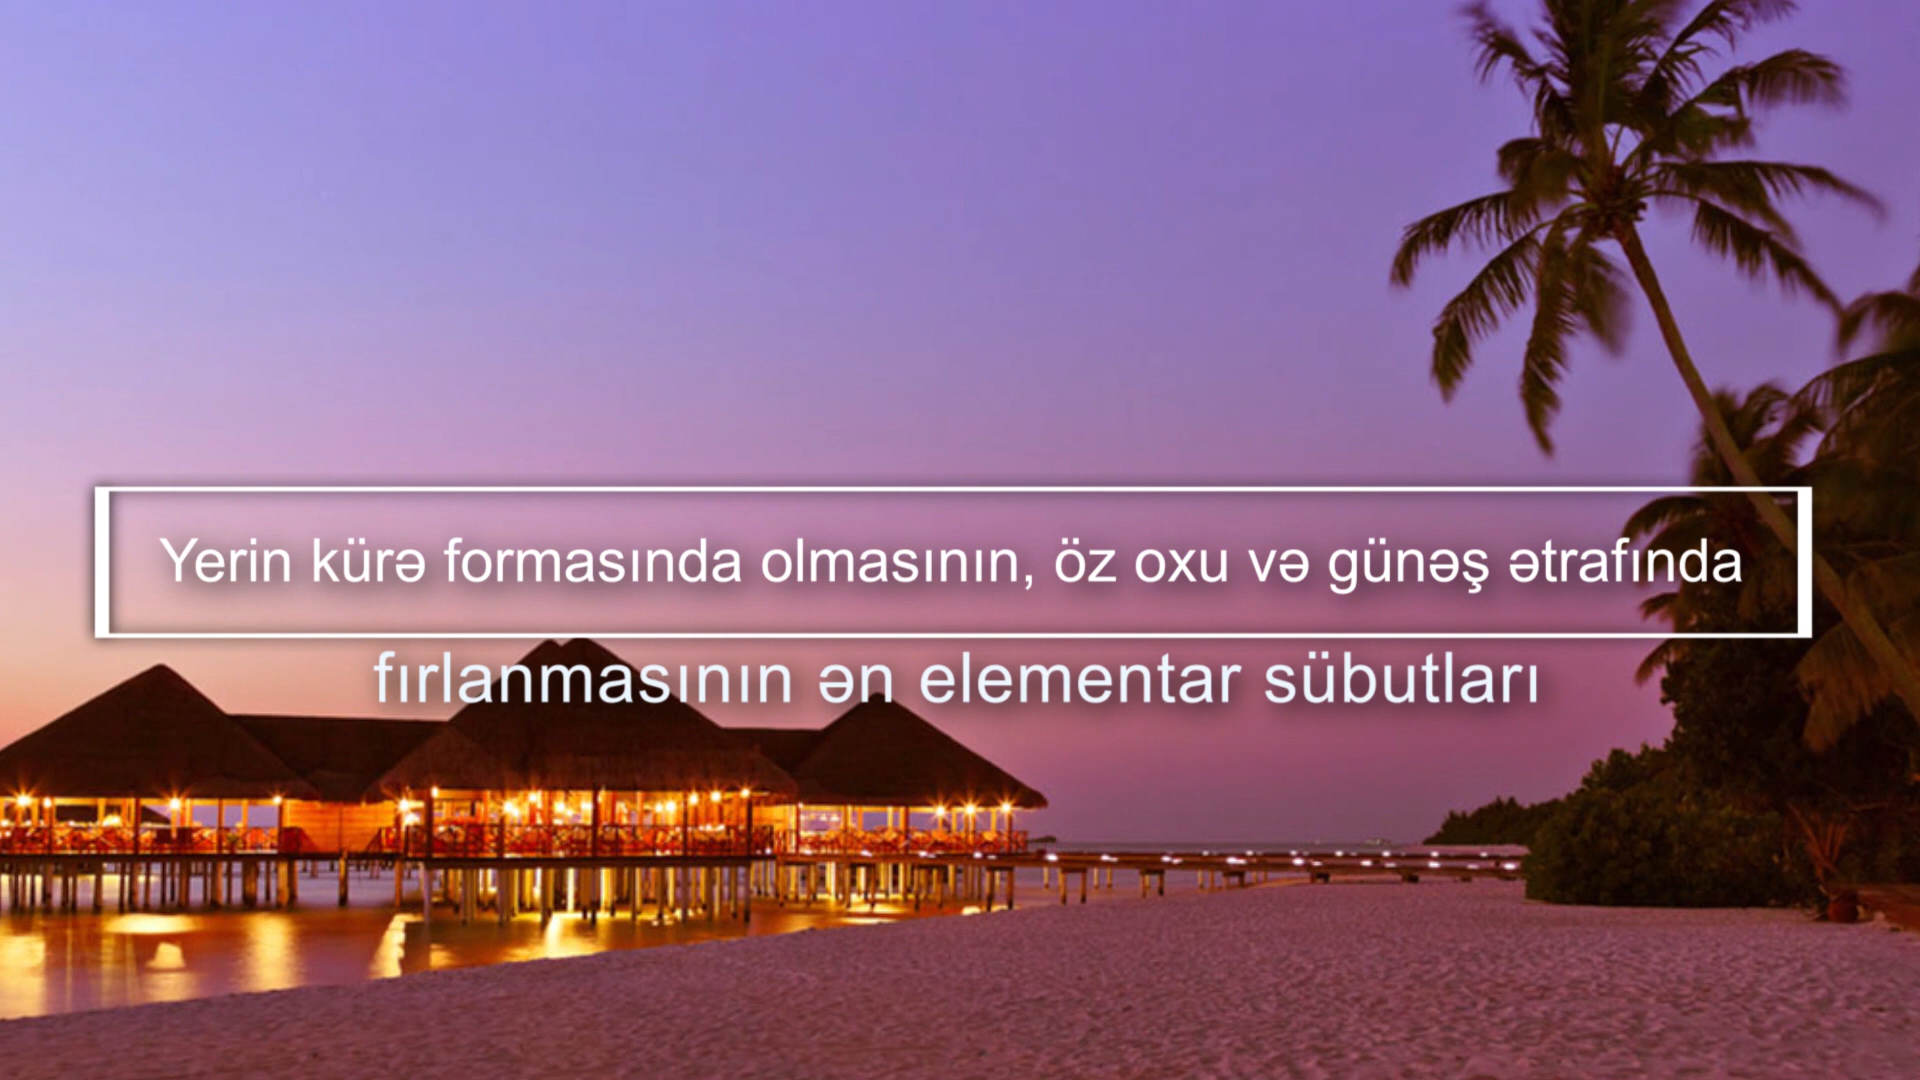 Yerin kürə formasında olmasının, öz oxu və günəş ətrafında
fırlanmasının ən elementar sübutları